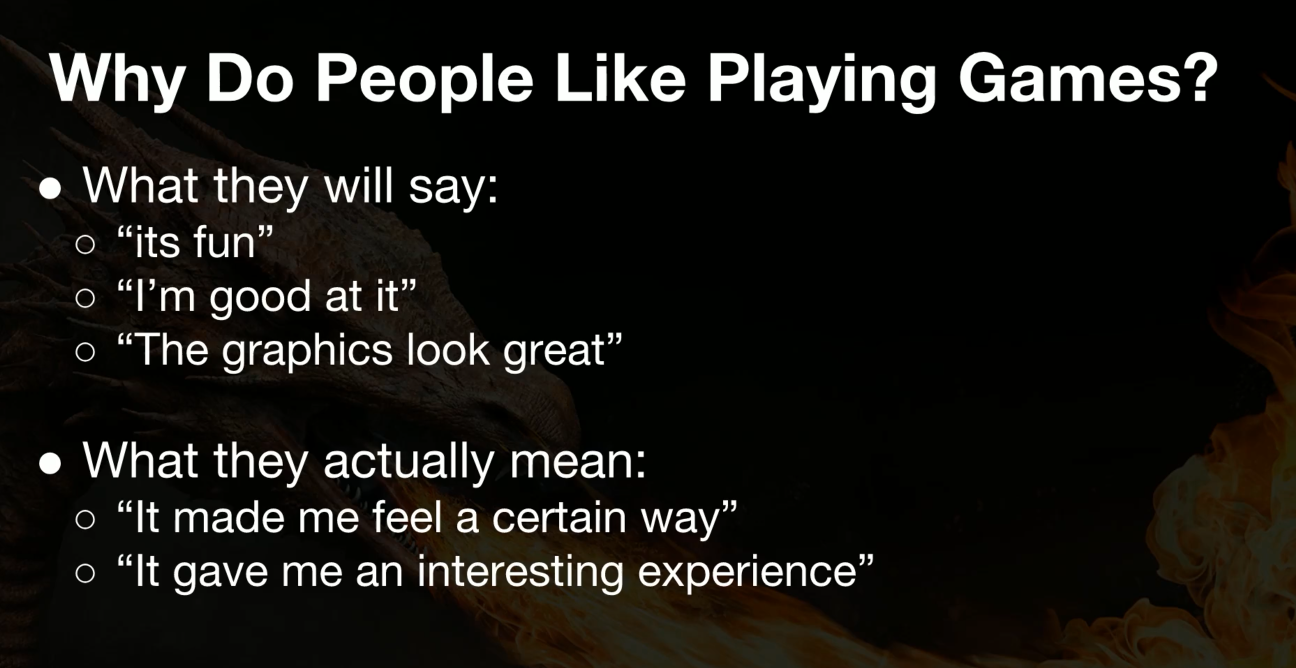 Why Do People Like Playing Games?
● What they will say:
○ “its fun”
○ “I’m good at it”
○ “The graphics look great”
● What they actually mean:
○ “It made me feel a certain way”
○ “It gave me an interesting experience”